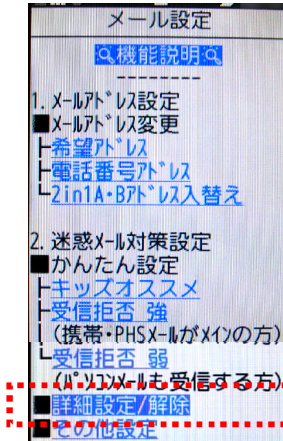 メール設定
機能説明
--------
1. メールアドレス設定
■メールアドレス変更
├希望アドレス
├電話番号アドレス
└2in1A・Bアドレス入替え
2. 迷惑メール対策設定
■かんたん設定
├キッズオススメ
├受信拒否 強
│(携帯・PHSメールがメインの方)
└受信拒否 弱
(パソコンメールも受信する方)
■詳細設定/解除
■その他設定